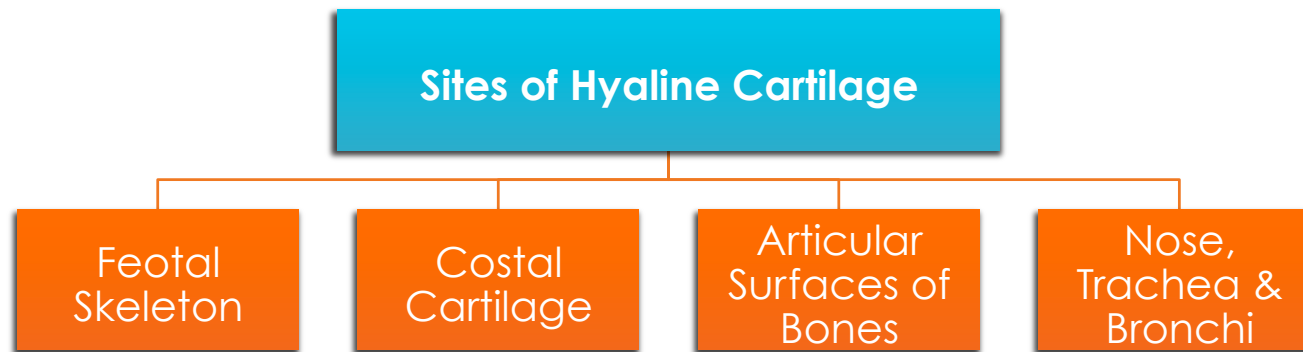 Sites of Hyaline Cartilage
Feotal
Skeleton
Costal
Cartilage
Articular
Surfaces of
Bones
Nose,
Trachea &
Bronchi